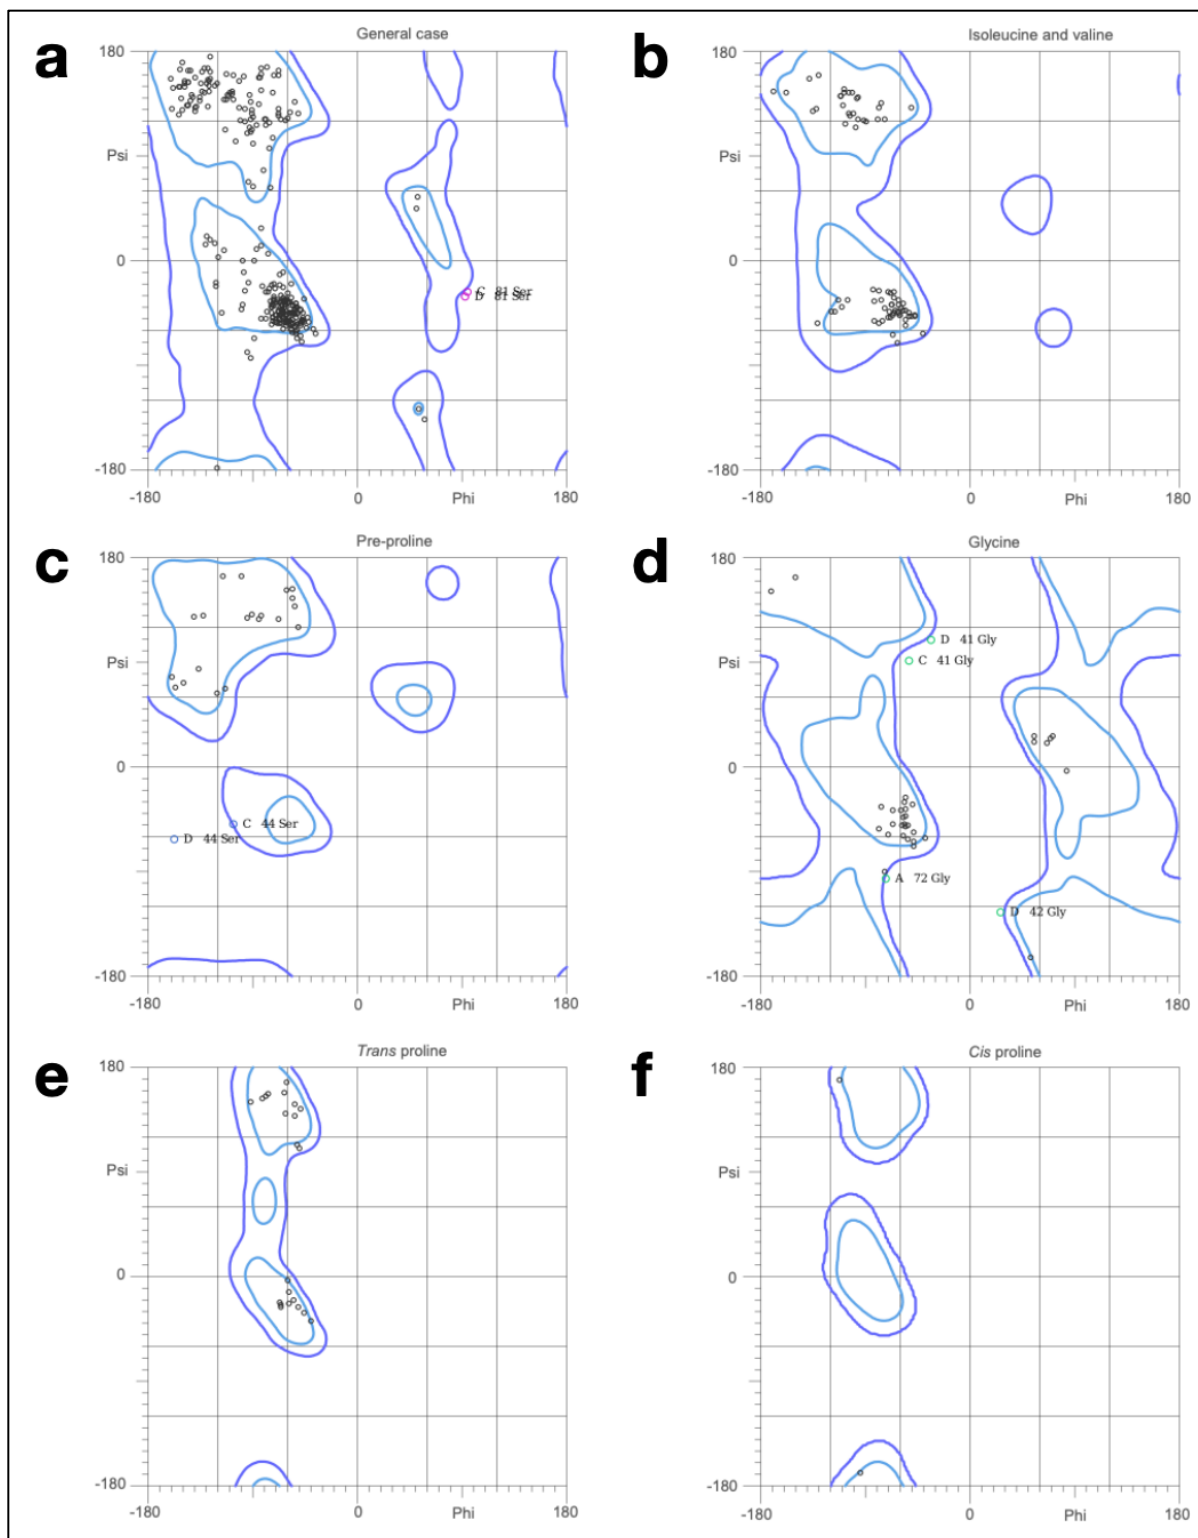 a
General case
180
Psi
0
C 81 Ser
D 81 Ser
-180
-180
0
Phi
180
b
Isoleucine and valine
180
Psi
0
-180
-180
0
Phi
180
c
Pre-proline
180
Psi
0
C 44 Ser
D 44 Ser
-180
-180
0
Phi
180
d
Glycine
180
D 41 Gly
C 41 Gly
Psi
0
A 72 Gly
D 42 Gly
-180
-180
0
Phi
180
e
Trans proline
180
Psi
0
-180
-180
0
Phi
180
f
Cis proline
180
Psi
0
-180
-180
0
Phi
180